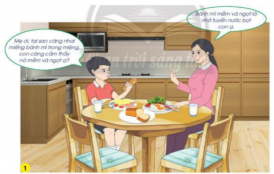 Mẹ ơi, tại sao càng nhai
miếng bánh mì trong miệng,
con càng cảm thấy
nó mềm và ngọt ạ?
Bánh mì mềm và ngọt là
nhờ tuyến nước bọt
con ạ.
1